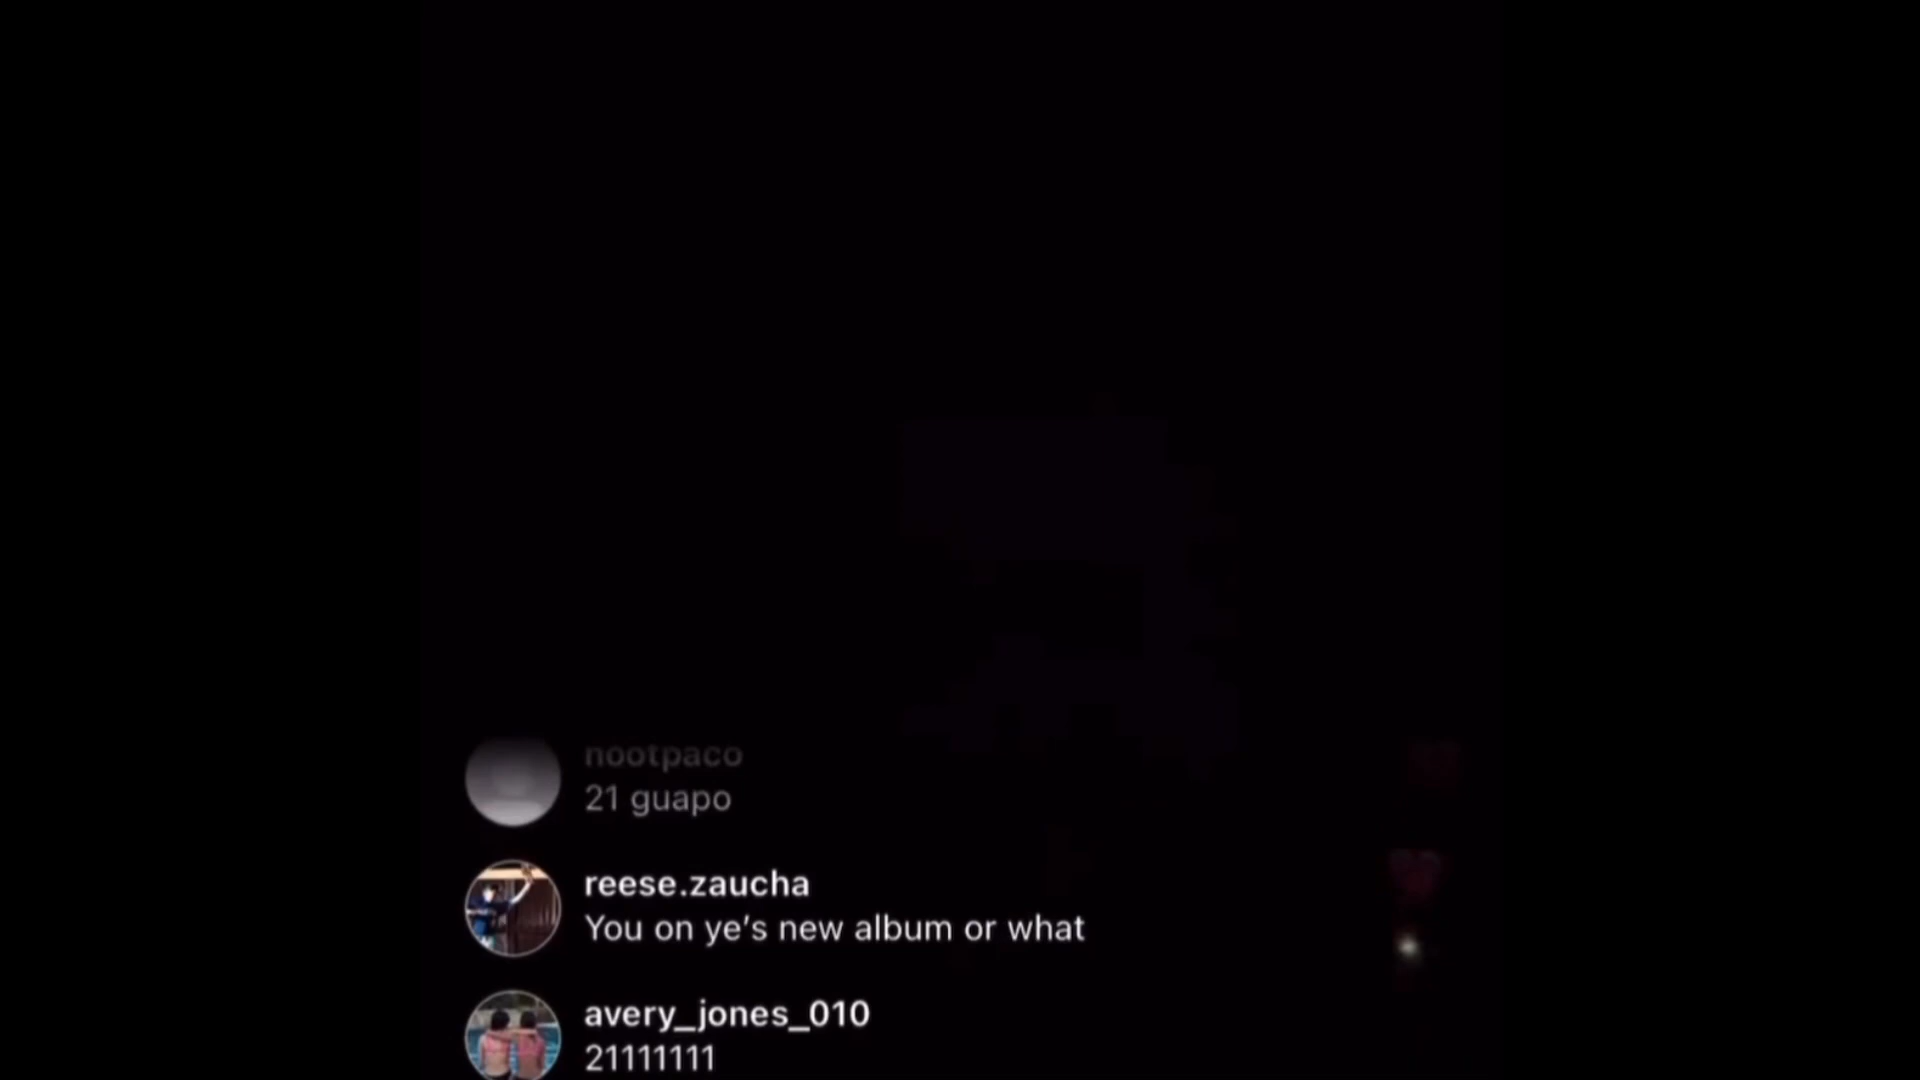 nootpaco
21 guapo
reese.zaucha
You on ye's new album or what
avery_jones_010
21111111